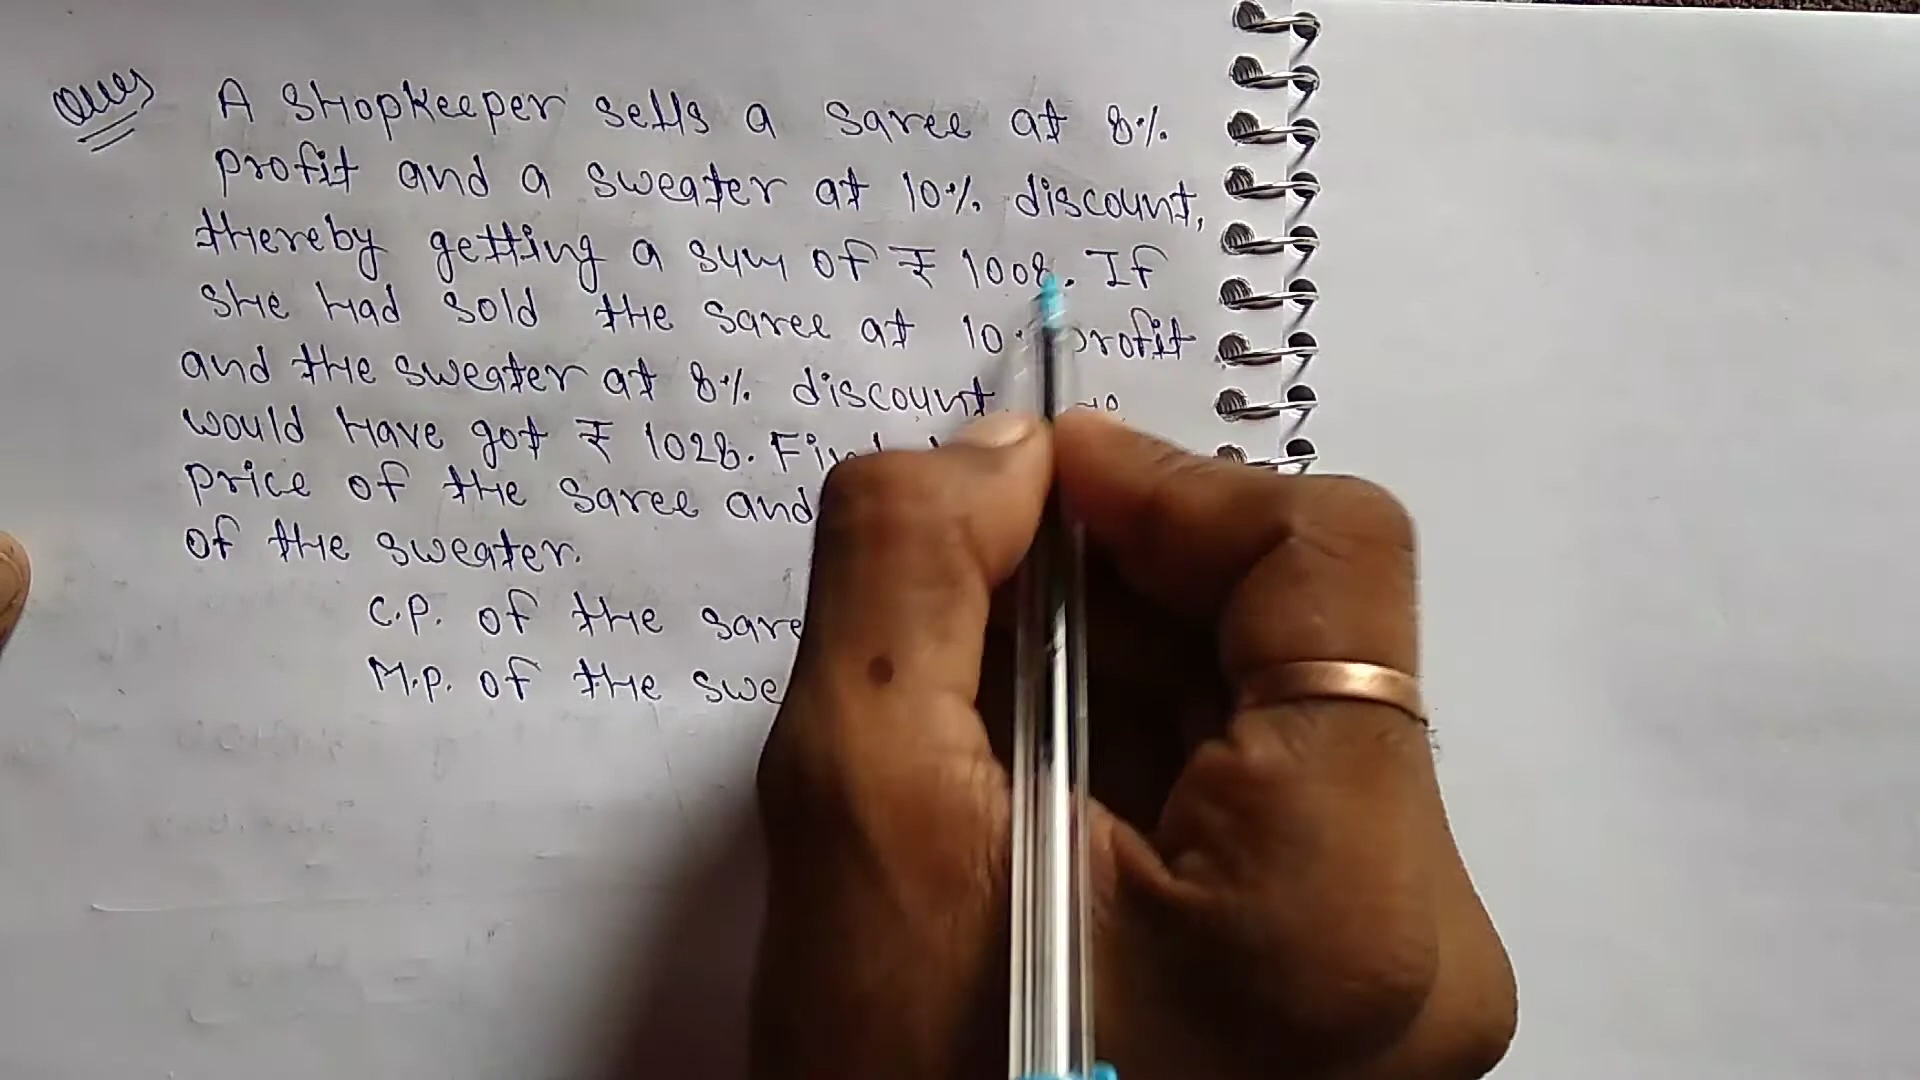 Ques A shopkeeper sells a saree at 8%
profit and a sweater at 10% discount,
thereby getting a sum of ₹ 1008. If
she had sold the saree at 10% profit
and the sweater at 8% discount
would have got ₹ 1028. Find
price of the saree and
of the sweater.
C.P. of the
M.P. of the